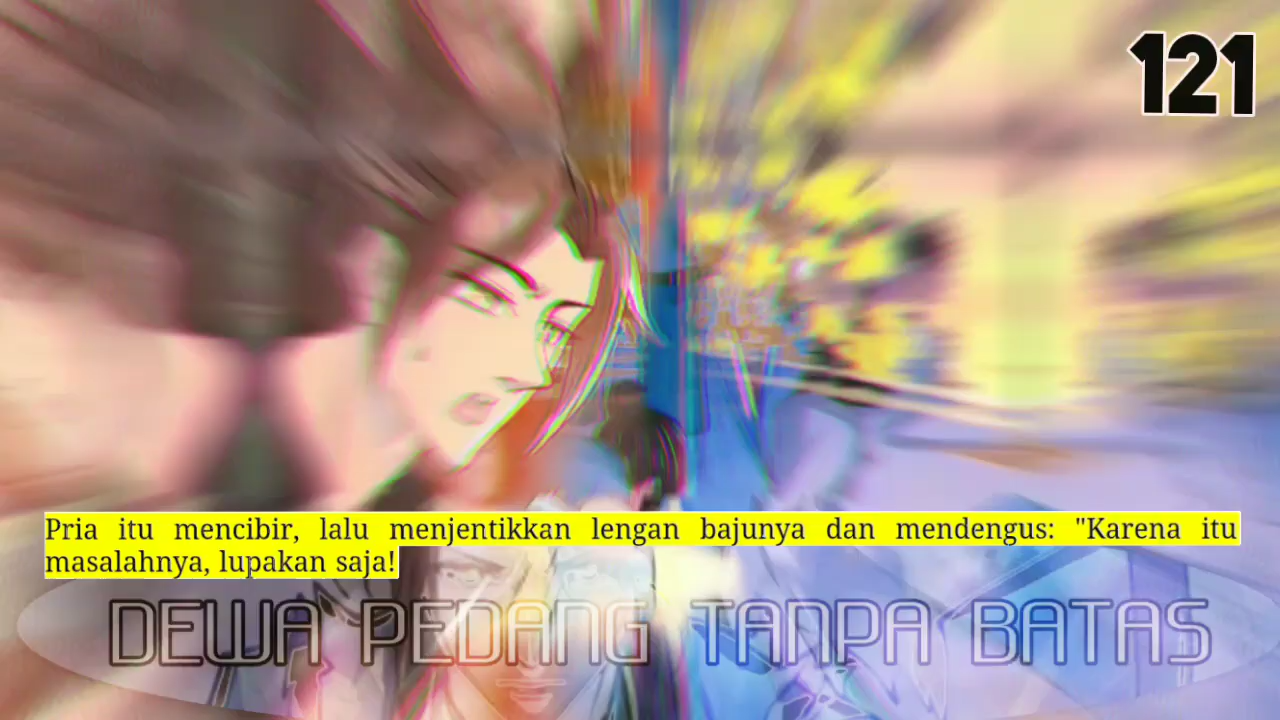 121
Pria itu mencibir, lalu menjentikkan lengan bajunya dan mendengus: "Karena itu
masalahnya, lupakan saja!
DEWA PEDANG TANPA BATAS